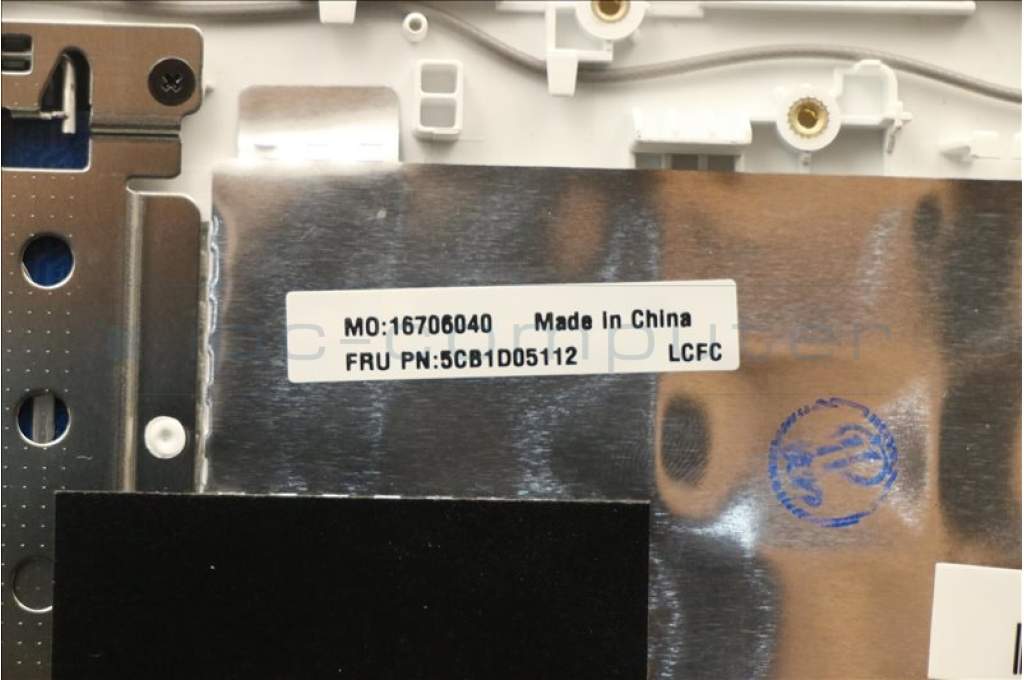 MO:16706040 Made In China
FRU PN:5CB1D05112 LCFC